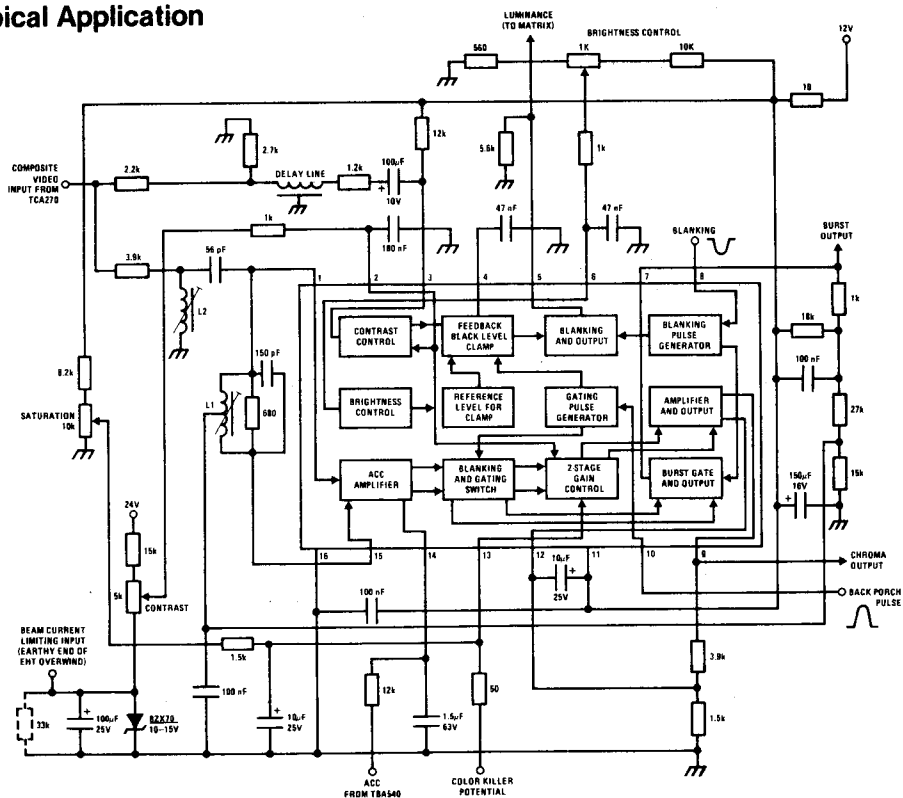 pical Application
LUMINANCE
(TO MATRIX)
BRIGHTNESS CONTROL
12V
560
1K
10K
10
12k
5.6k
1k
2.7k
COMPOSITE
VIDEO
INPUT FROM
TCA270
2.2k
DELAY LINE
1.2k
100µF
+
10V
47 nF
47 nF
BLANKING
BURST
OUTPUT
1k
180 nF
56 pF
3.9k
L2
1
2
3
4
5
6
7
8
1k
18k
100 nF
CONTRAST
CONTROL
FEEDBACK
BLACK LEVEL
CLAMP
BLANKING
AND OUTPUT
BLANKING
PULSE
GENERATOR
150 pF
L1
680
8.2k
SATURATION
10k
BRIGHTNESS
CONTROL
REFERENCE
LEVEL FOR
CLAMP
GATING
PULSE
GENERATOR
AMPLIFIER
AND OUTPUT
27k
ACC
AMPLIFIER
BLANKING
AND GATING
SWITCH
2-STAGE
GAIN
CONTROL
BURST GATE
AND OUTPUT
15k
150µF
16V
+
24V
15k
5k
CONTRAST
16
15
14
13
12
11
10
9
10µF
+
25V
100 nF
CHROMA
OUTPUT
BACK PORCH
PULSE
BEAM CURRENT
LIMITING INPUT
(EARTHY END OF
EHT OVERWIND)
1.5k
3.9k
33k
+
100µF
25V
BZX79
10–15V
100 nF
+
10µF
25V
12k
1.5µF
63V
50
1.5k
ACC
FROM TBA540
COLOR KILLER
POTENTIAL